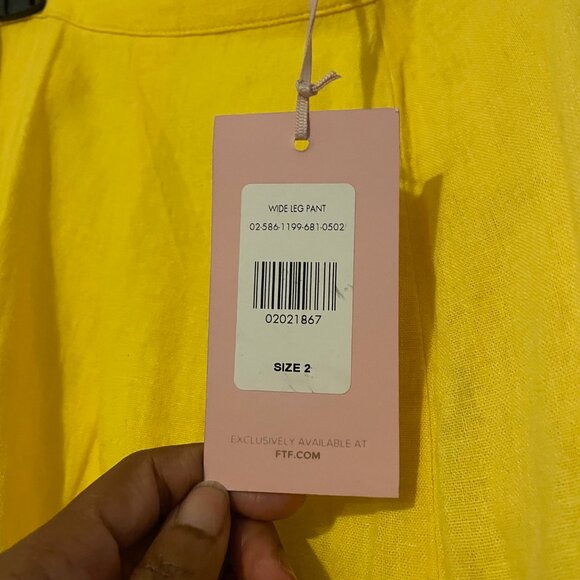 WIDE LEG PANT
02-586-1199-681-0502
02021867
SIZE 2
EXCLUSIVELY AVAILABLE AT
FTF.COM